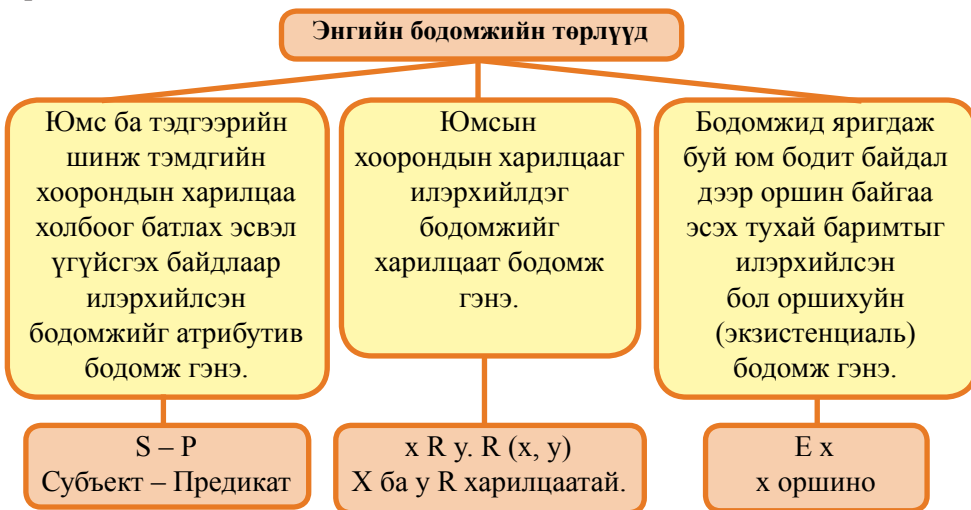 Энгийн бодомжийн төрлүүд
Юмс ба тэдгээрийн
шинж тэмдгийн
хоорондын харилцаа
холбоог батлах эсвэл
үгүйсгэх байдлаар
илэрхийлсэн
бодомжийг атрибутив
бодомж гэнэ.
Юмсын
хоорондын харилцааг
илэрхийлдэг
бодомжийг
харилцаат бодомж
гэнэ.
Бодомжид яригдаж
буй юм бодит байдал
дээр оршин байгаа
эсэх тухай баримтыг
илэрхийлсэн
бол оршихуйн
(экзистенциаль)
бодомж гэнэ.
S – P
Субъект – Предикат
x R y. R (x, y)
X ба y R харилцаатай.
E x
x оршино